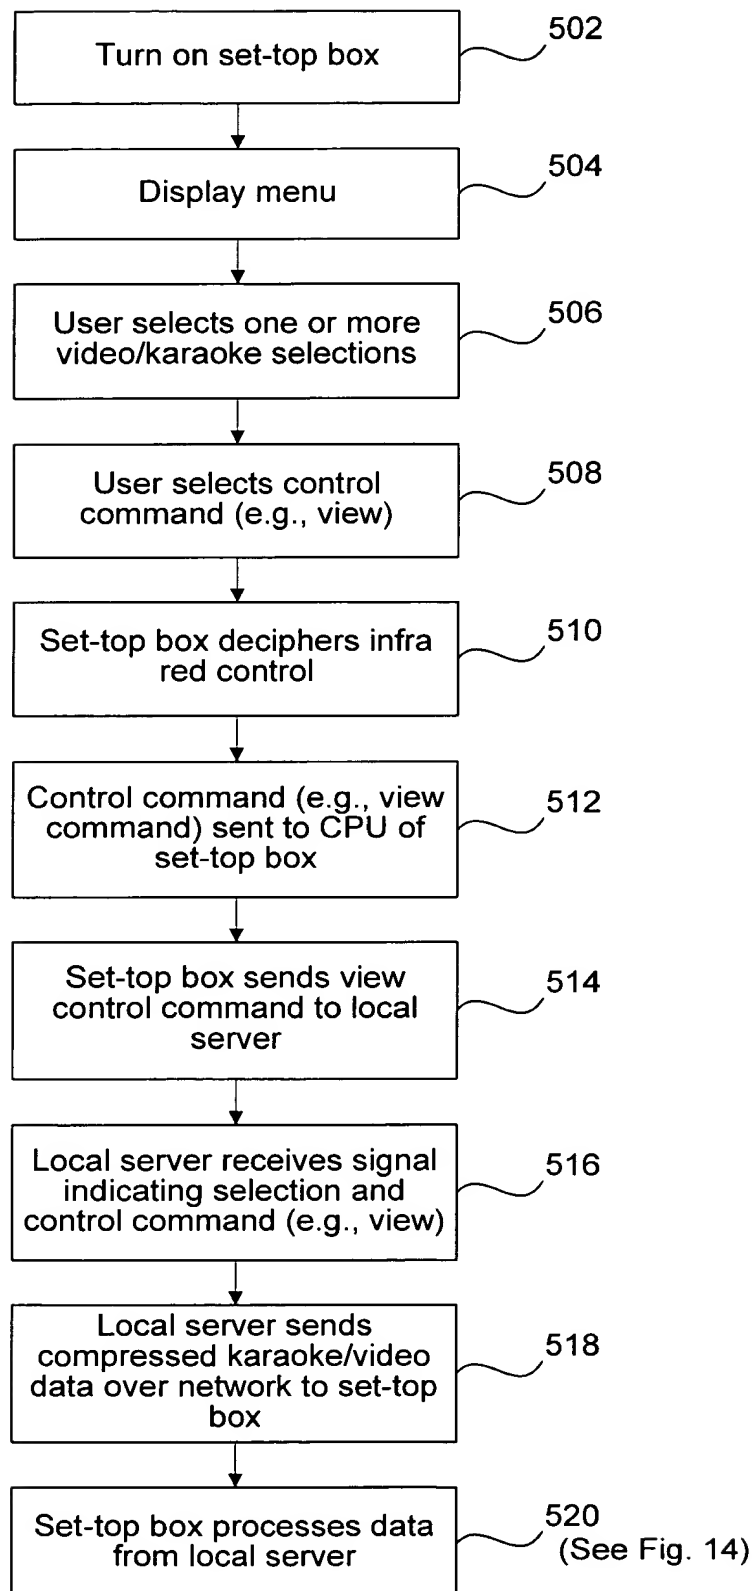 Turn on set-top box
502
Display menu
504
User selects one or more
video/karaoke selections
506
User selects control
command (e.g., view)
508
Set-top box deciphers infra
red control
510
Control command (e.g., view
command) sent to CPU of
set-top box
512
Set-top box sends view
control command to local
server
514
Local server receives signal
indicating selection and
control command (e.g., view)
516
Local server sends
compressed karaoke/video
data over network to set-top
box
518
Set-top box processes data
from local server
520
(See Fig. 14)